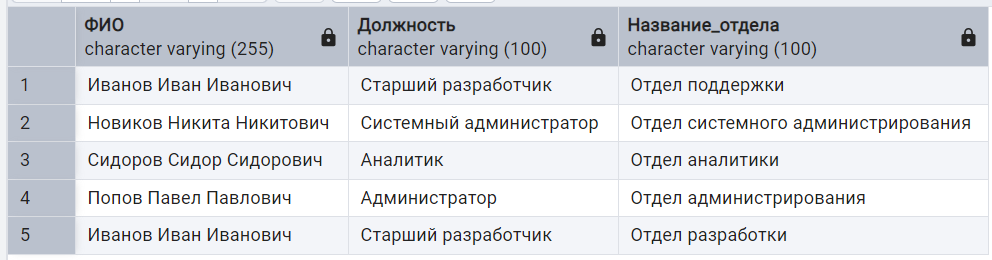 ФИО Должность Название_отдела
character varying (255) character varying (100) character varying (100)
1 Иванов Иван Иванович Старший разработчик Отдел поддержки
2 Новиков Никита Никитович Системный администратор Отдел системного администрирования
3 Сидоров Сидор Сидорович Аналитик Отдел аналитики
4 Попов Павел Павлович Администратор Отдел администрирования
5 Иванов Иван Иванович Старший разработчик Отдел разработки